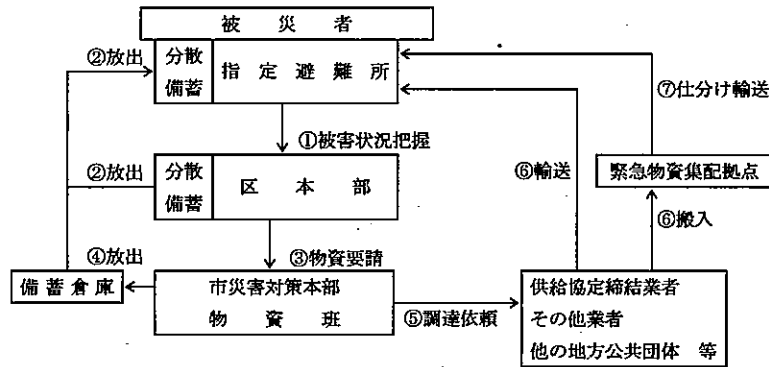 被災者
②放出
分散
備蓄
指定避難所
⑦仕分け輸送
①被害状況把握
②放出
分散
備蓄
区本部
⑥輸送
緊急物資集配拠点
⑥搬入
④放出
③物資要請
備蓄倉庫
市災害対策本部
物資班
⑤調達依頼
供給協定締結業者
その他業者
他の地方公共団体 等